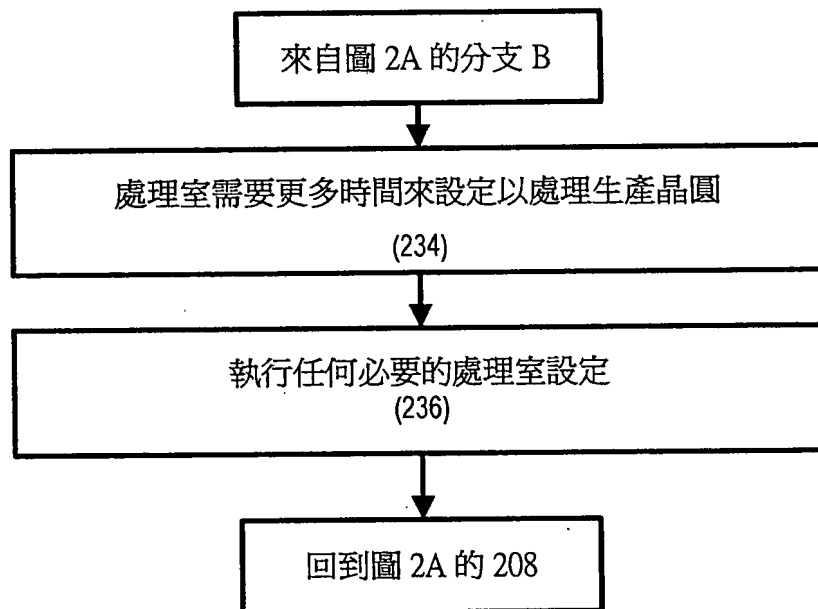 來自圖 2A 的分支 B
處理室需要更多時間來設定以處理生產晶圓
(234)
執行任何必要的處理室設定
(236)
回到圖 2A 的 208